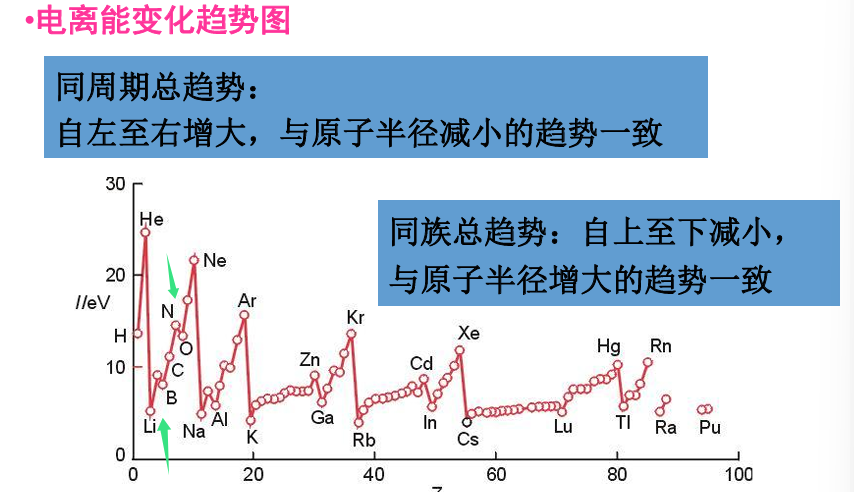 •电离能变化趋势图
同周期总趋势：
自左至右增大，与原子半径减小的趋势一致
同族总趋势：自上至下减小，
与原子半径增大的趋势一致
30
He
Ne
20
I/eV
N
Ar
Kr
Xe
H
O
Zn
Cd
Hg
Rn
10
C
B
Li
Na
Al
K
Ga
Rb
In
Cs
Lu
Tl
Ra
Pu
0
0 20 40 60 80 100